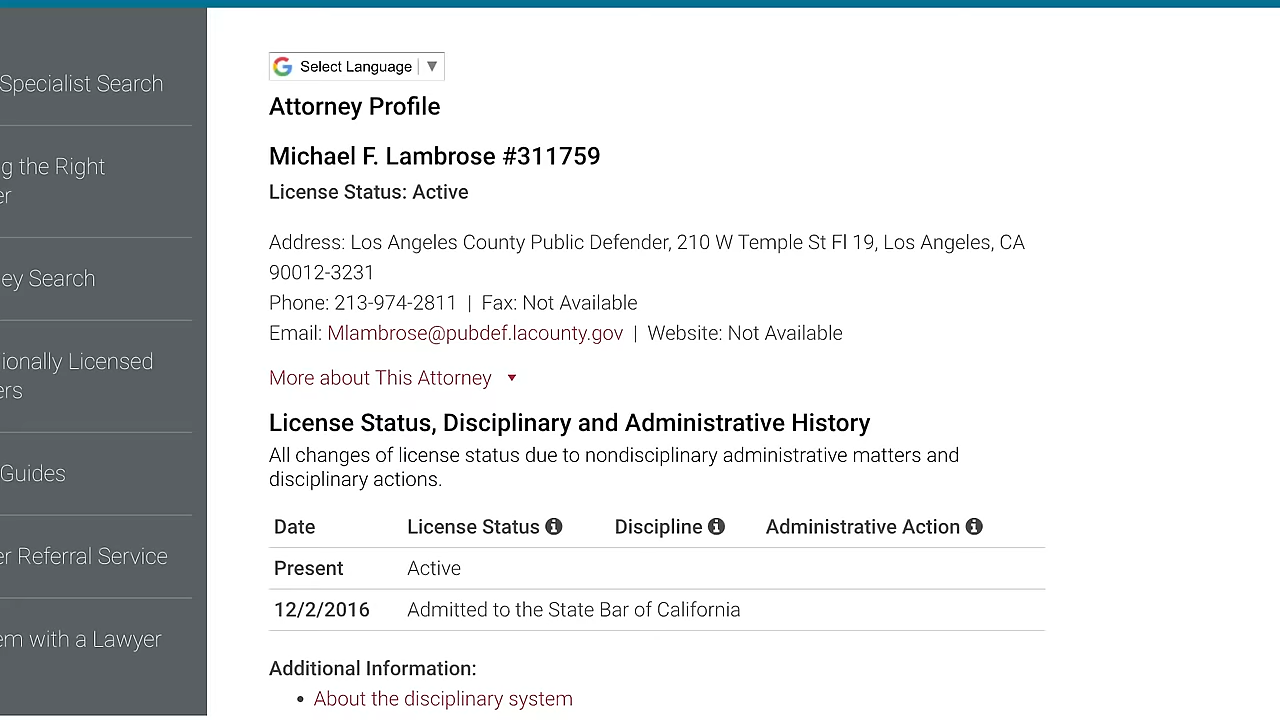 Specialist Search
g the Right
er
ey Search
ionally Licensed
ers
Guides
er Referral Service
em with a Lawyer
Select Language ▼
Attorney Profile
Michael F. Lambrose #311759
License Status: Active
Address: Los Angeles County Public Defender, 210 W Temple St Fl 19, Los Angeles, CA
90012-3231
Phone: 213-974-2811 | Fax: Not Available
Email: Mlambrose@pubdef.lacounty.gov | Website: Not Available
More about This Attorney ▼
License Status, Disciplinary and Administrative History
All changes of license status due to nondisciplinary administrative matters and
disciplinary actions.
Date License Status Discipline Administrative Action
Present Active
12/2/2016 Admitted to the State Bar of California
Additional Information:
• About the disciplinary system